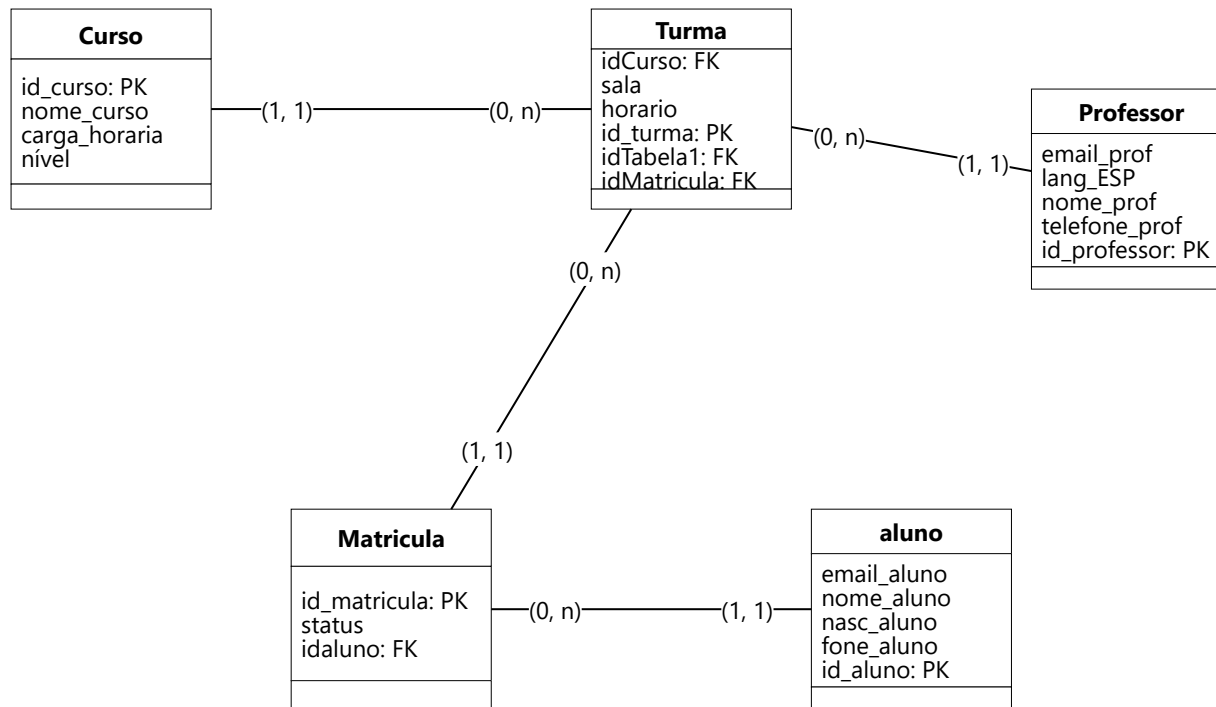 Curso
id_curso: PK
nome_curso
carga_horaria
nível
(1, 1)
(0, n)
Turma
idCurso: FK
sala
horario
id_turma: PK
idTabela1: FK
idMatricula: FK
(0, n)
(1, 1)
Professor
email_prof
lang_ESP
nome_prof
telefone_prof
id_professor: PK
(0, n)
(1, 1)
Matricula
id_matricula: PK
status
idaluno: FK
(0, n)
(1, 1)
aluno
email_aluno
nome_aluno
nasc_aluno
fone_aluno
id_aluno: PK